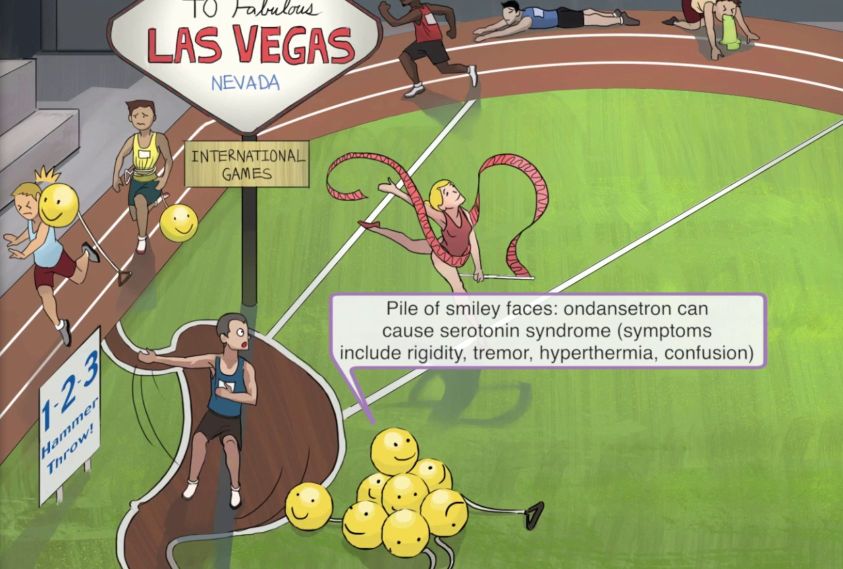 TO Fabulous
LAS VEGAS
NEVADA
INTERNATIONAL
GAMES
Pile of smiley faces: ondansetron can
cause serotonin syndrome (symptoms
include rigidity, tremor, hyperthermia, confusion)
1-2-3
Hammer
Throw!